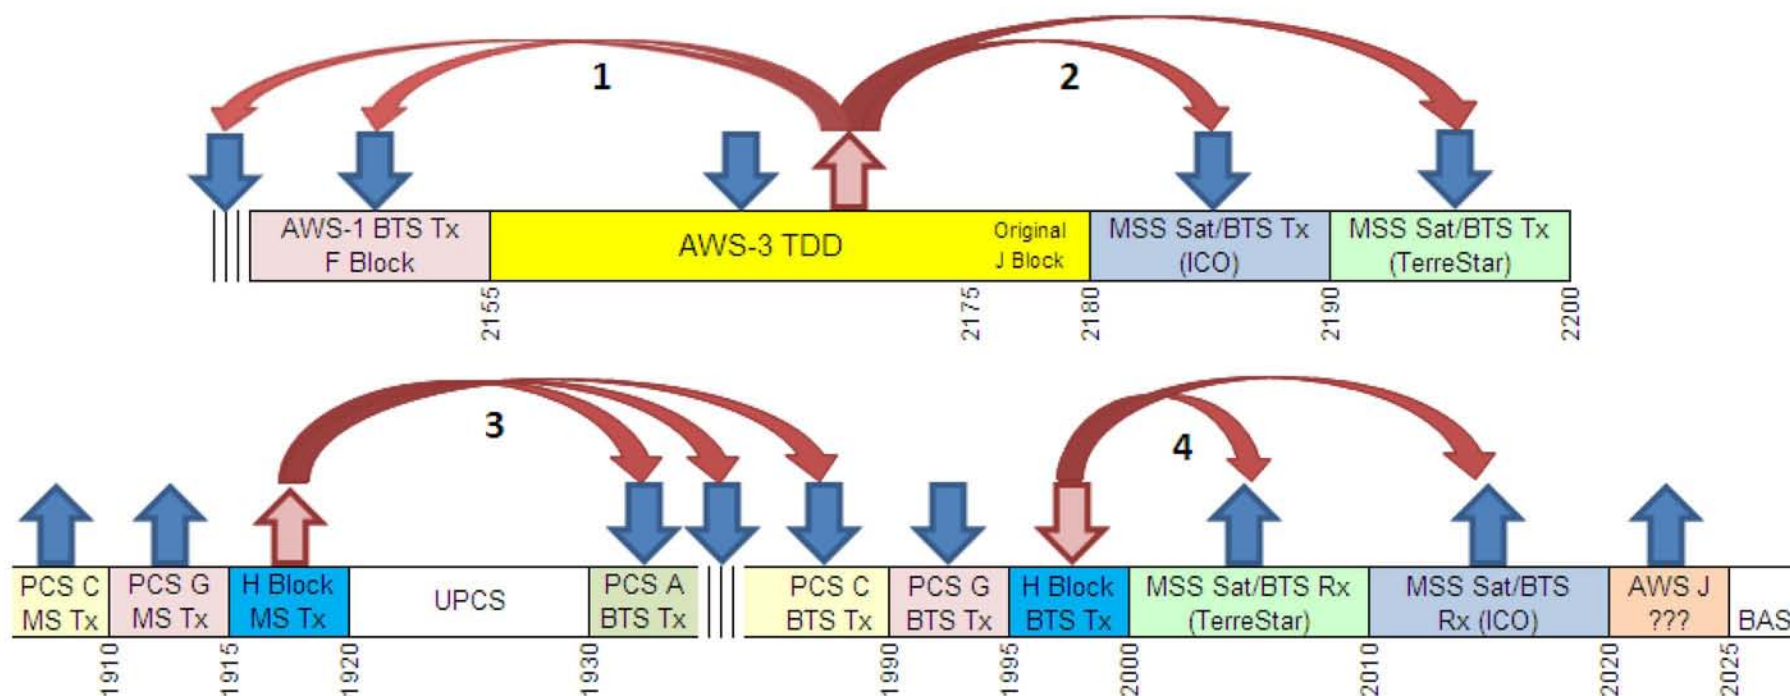 1
2
AWS-1 BTS Tx
F Block
AWS-3 TDD
Original
J Block
MSS Sat/BTS Tx
(ICO)
MSS Sat/BTS Tx
(TerreStar)
2155
2175
2180
2190
2200
3
4
PCS C
MS Tx
PCS G
MS Tx
H Block
MS Tx
UPCS
PCS A
BTS Tx
PCS C
BTS Tx
PCS G
BTS Tx
H Block
BTS Tx
MSS Sat/BTS Rx
(TerreStar)
MSS Sat/BTS
Rx (ICO)
AWS J
???
BAS
1910
1915
1920
1930
1990
1995
2000
2010
2020
2025